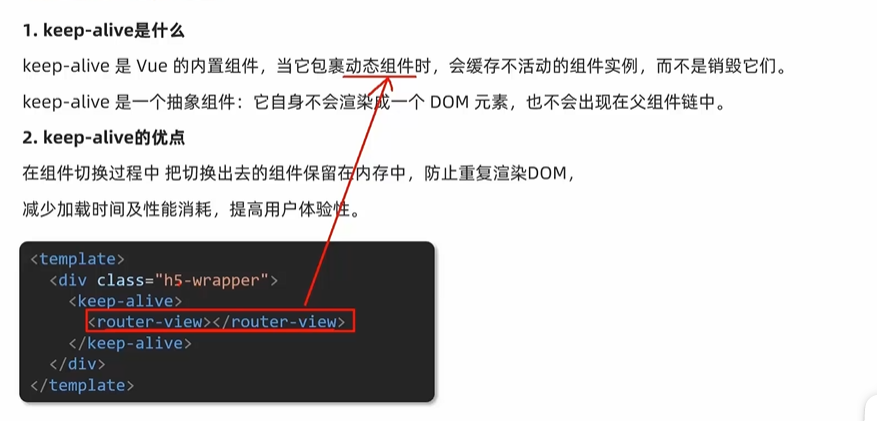 1. keep-alive是什么
keep-alive 是 Vue 的内置组件，当它包裹动态组件时，会缓存不活动的组件实例，而不是销毁它们。
keep-alive 是一个抽象组件：它自身不会渲染成一个 DOM 元素，也不会出现在父组件链中。
2. keep-alive的优点
在组件切换过程中 把切换出去的组件保留在内存中，防止重复渲染DOM，
减少加载时间及性能消耗，提高用户体验性。
<template>
<div class="h5-wrapper">
<keep-alive>
<router-view></router-view>
</keep-alive>
</div>
</template>